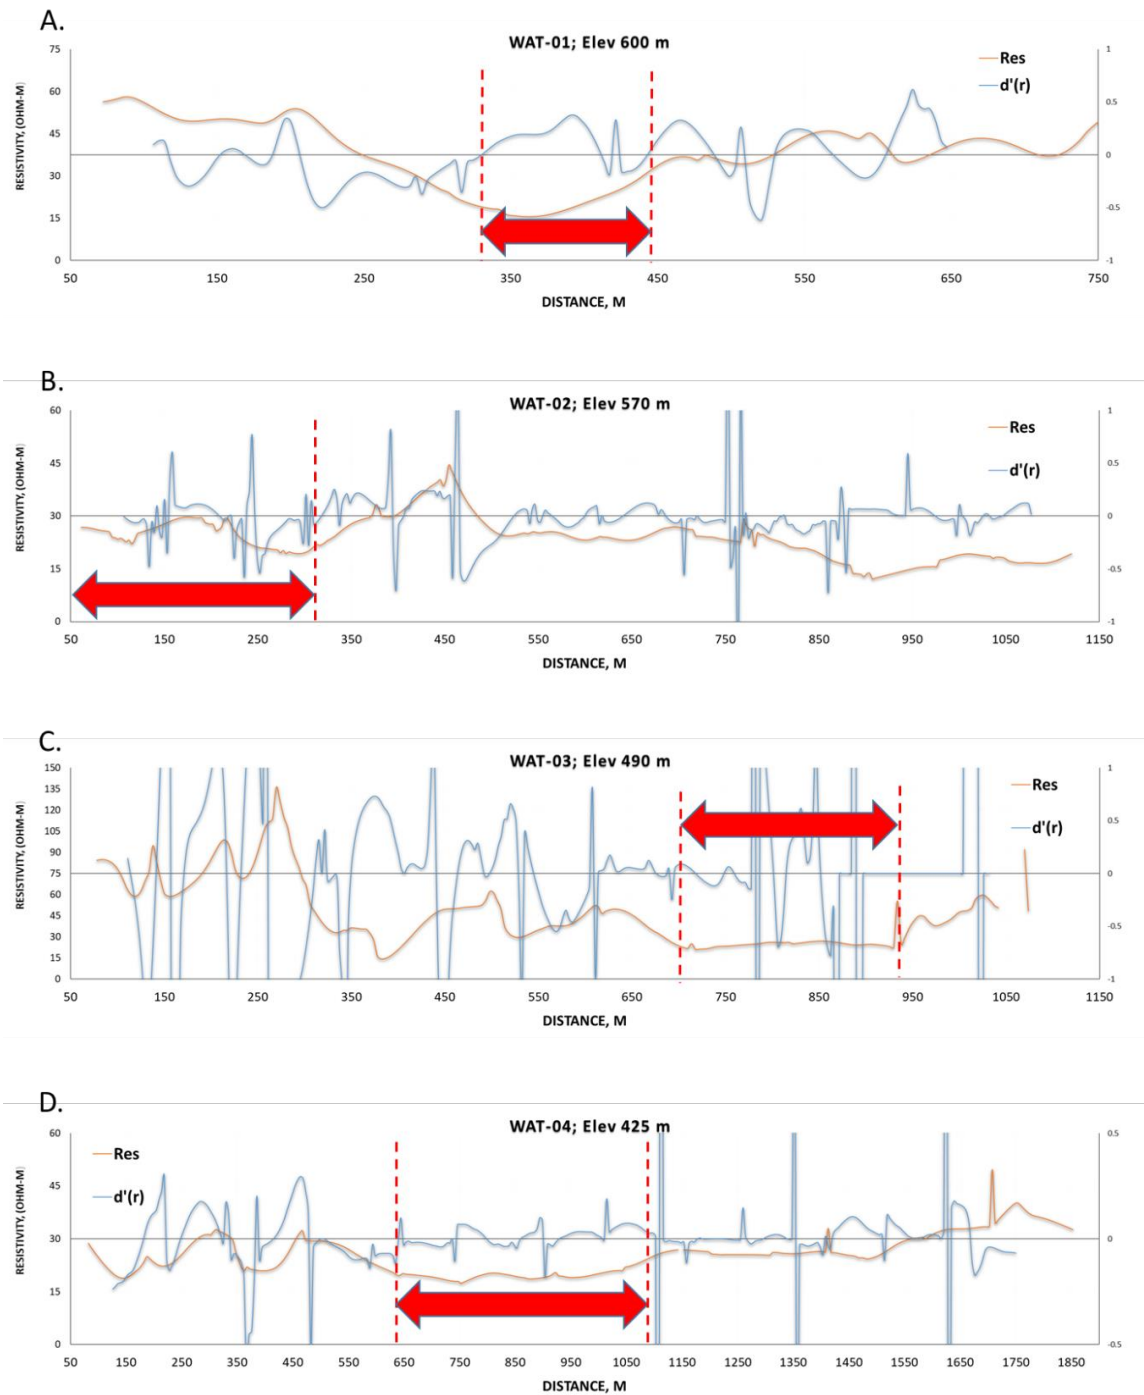 A.
WAT-01; Elev 600 m
Res
d'(r)
RESISTIVITY, (OHM-M)
75
60
45
30
15
0
1
0.5
0
-0.5
-1
50 150 250 350 450 550 650 750
DISTANCE, M
B.
WAT-02; Elev 570 m
Res
d'(r)
RESISTIVITY, (OHM-M)
60
45
30
15
0
1
0.5
0
-0.5
-1
50 150 250 350 450 550 650 750 850 950 1050 1150
DISTANCE, M
C.
WAT-03; Elev 490 m
Res
d'(r)
RESISTIVITY, (OHM-M)
150
135
120
105
90
75
60
45
30
15
0
1
0.5
0
-0.5
-1
50 150 250 350 450 550 650 750 850 950 1050 1150
DISTANCE, M
D.
WAT-04; Elev 425 m
Res
d'(r)
RESISTIVITY, (OHM-M)
60
45
30
15
0
0.5
0
-0.5
50 150 250 350 450 550 650 750 850 950 1050 1150 1250 1350 1450 1550 1650 1750 1850
DISTANCE, M